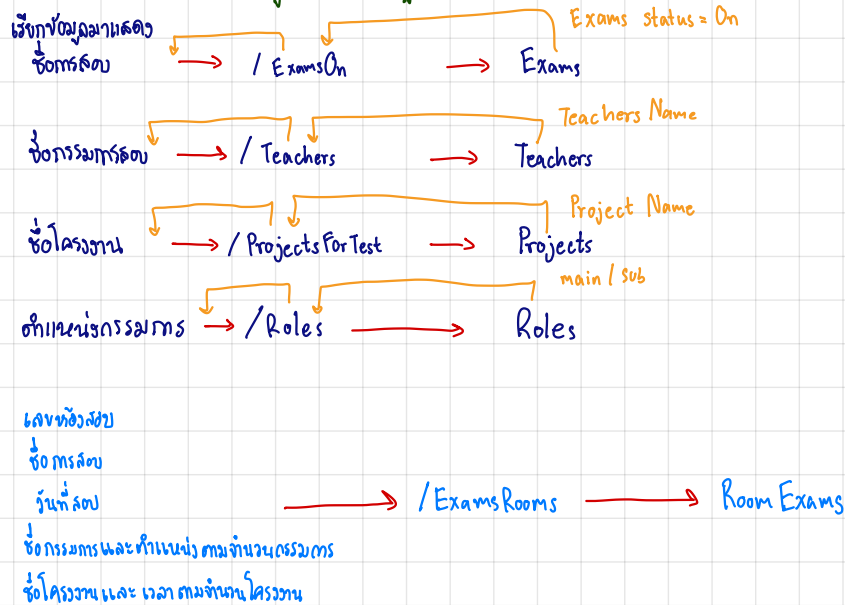 เรียกข้อมูลมาแสดง
Exams status = On
ชื่อการสอบ → /ExamsOn → Exams
Teachers Name
ชื่อกรรมการสอบ → /Teachers → Teachers
Project Name
ชื่อโครงงาน → /ProjectsForTest → Projects
main / sub
ตำแหน่งกรรมการ → /Roles → Roles
เลขห้องสอบ
ชื่อการสอบ
วันที่สอบ → /ExamsRooms → Room Exams
ชื่อกรรมการและตำแหน่งตามจำนวนกรรมการ
ชื่อโครงงานและเวลาตามจำนวนโครงงาน